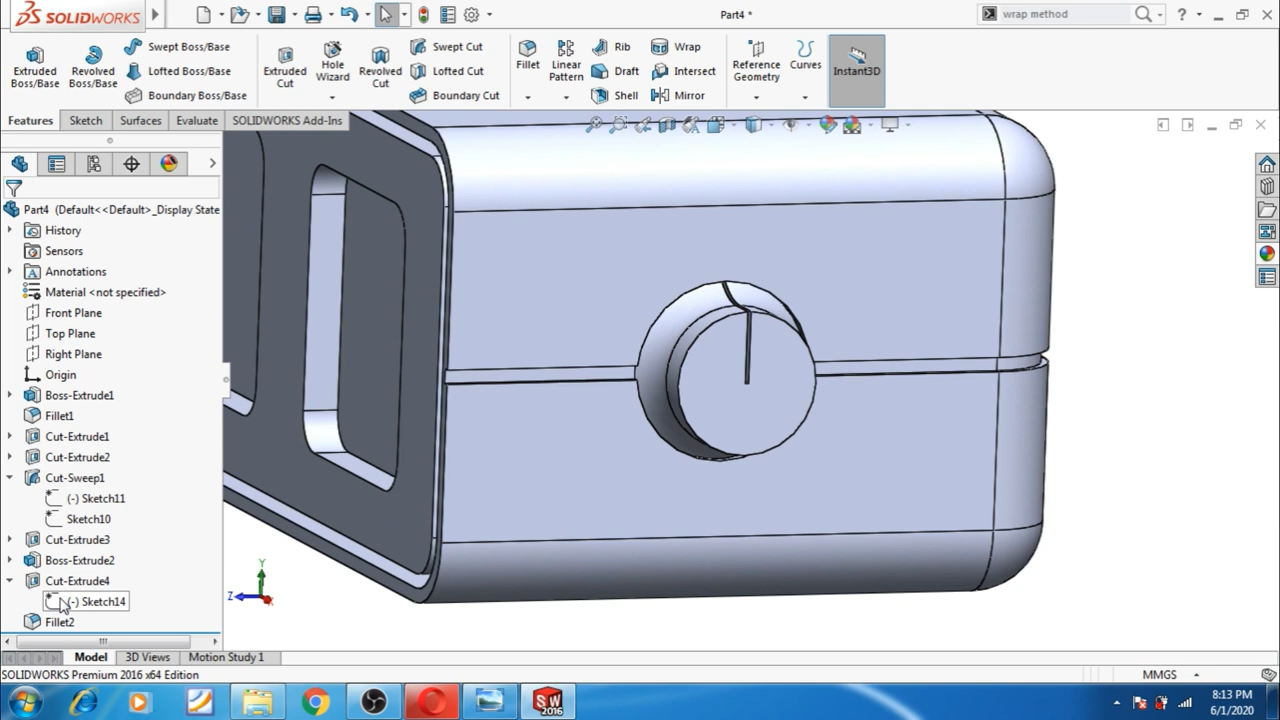 SOLIDWORKS
Part4 *
wrap method
Extruded Boss/Base
Revolved Boss/Base
Swept Boss/Base
Lofted Boss/Base
Boundary Boss/Base
Extruded Cut
Hole Wizard
Revolved Cut
Swept Cut
Lofted Cut
Boundary Cut
Fillet
Linear Pattern
Rib
Draft
Shell
Wrap
Intersect
Mirror
Reference Geometry
Curves
Instant3D
Features
Sketch
Surfaces
Evaluate
SOLIDWORKS Add-Ins
Part4 (Default<<Default>_Display State
History
Sensors
Annotations
Material <not specified>
Front Plane
Top Plane
Right Plane
Origin
Boss-Extrude1
Fillet1
Cut-Extrude1
Cut-Extrude2
Cut-Sweep1
(-) Sketch11
Sketch10
Cut-Extrude3
Boss-Extrude2
Cut-Extrude4
(-) Sketch14
Fillet2
Y
Z
X
Model
3D Views
Motion Study 1
SOLIDWORKS Premium 2016 x64 Edition
MMGS
SW
2016
8:13 PM
6/1/2020